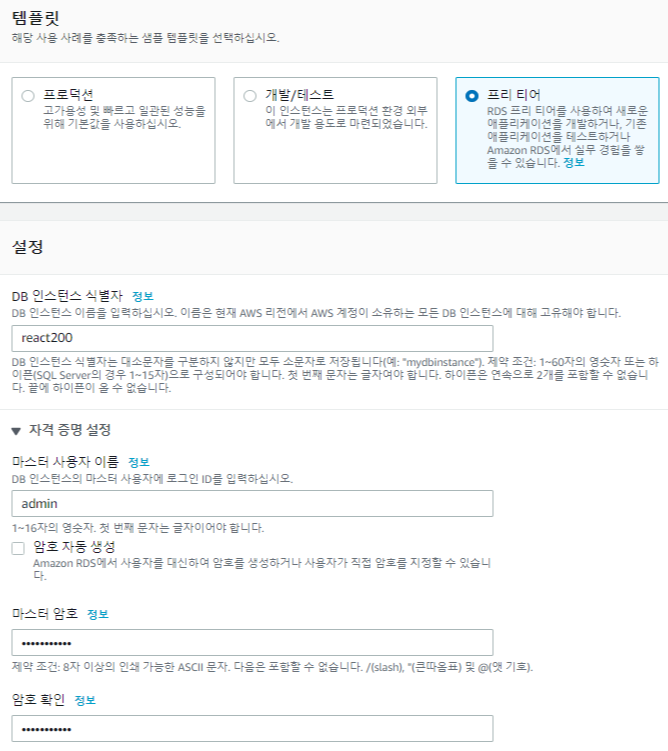 템플릿
해당 사용 사례를 충족하는 샘플 템플릿을 선택하십시오.
프로덕션
고가용성 및 빠르고 일관된 성능을
위해 기본값을 사용하십시오.
개발/테스트
이 인스턴스는 프로덕션 환경 외부
에서 개발 용도로 마련되었습니다.
프리 티어
RDS 프리 티어를 사용하여 새로운
애플리케이션을 개발하거나, 기존
애플리케이션을 테스트하거나
Amazon RDS에서 실무 경험을 쌓
을 수 있습니다. 정보
설정
DB 인스턴스 식별자 정보
DB 인스턴스 이름을 입력하십시오. 이름은 현재 AWS 리전에서 AWS 계정이 소유하는 모든 DB 인스턴스에 대해 고유해야 합니다.
react200
DB 인스턴스 식별자는 대소문자를 구분하지 않지만 모두 소문자로 저장됩니다(예: "mydbinstance"). 제약 조건: 1~60자의 영숫자 또는 하
이픈(SQL Server의 경우 1~15자)으로 구성되어야 합니다. 첫 번째 문자는 글자여야 합니다. 하이픈은 연속으로 2개를 포함할 수 없습니
다. 끝에 하이픈이 올 수 없습니다.
▼ 자격 증명 설정
마스터 사용자 이름 정보
DB 인스턴스의 마스터 사용자에 로그인 ID를 입력하십시오.
admin
1~16자의 영숫자. 첫 번째 문자는 글자이어야 합니다.
암호 자동 생성
Amazon RDS에서 사용자를 대신하여 암호를 생성하거나 사용자가 직접 암호를 지정할 수 있습니
다.
마스터 암호 정보
•••••••••••
제약 조건: 8자 이상의 인쇄 가능한 ASCII 문자. 다음은 포함할 수 없습니다. /(slash), "(큰따옴표) 및 @(앳 기호).
암호 확인 정보
•••••••••••